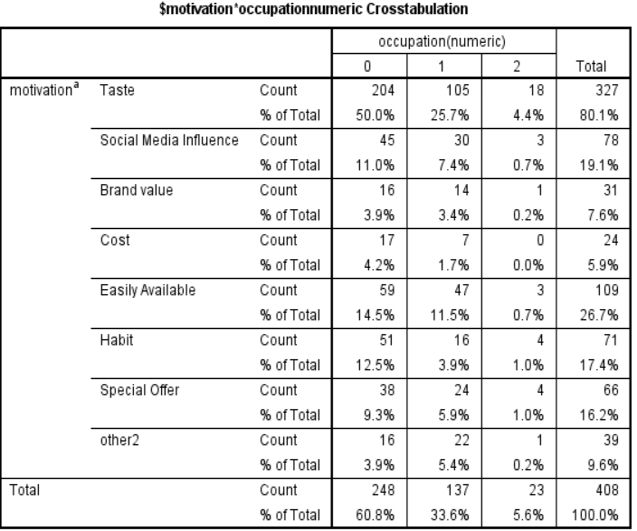 $motivation*occupationnumeric Crosstabulation
occupation(numeric)
0 1 2 Total
motivationa Taste Count 204 105 18 327
% of Total 50.0% 25.7% 4.4% 80.1%
Social Media Influence Count 45 30 3 78
% of Total 11.0% 7.4% 0.7% 19.1%
Brand value Count 16 14 1 31
% of Total 3.9% 3.4% 0.2% 7.6%
Cost Count 17 7 0 24
% of Total 4.2% 1.7% 0.0% 5.9%
Easily Available Count 59 47 3 109
% of Total 14.5% 11.5% 0.7% 26.7%
Habit Count 51 16 4 71
% of Total 12.5% 3.9% 1.0% 17.4%
Special Offer Count 38 24 4 66
% of Total 9.3% 5.9% 1.0% 16.2%
other2 Count 16 22 1 39
% of Total 3.9% 5.4% 0.2% 9.6%
Total Count 248 137 23 408
% of Total 60.8% 33.6% 5.6% 100.0%